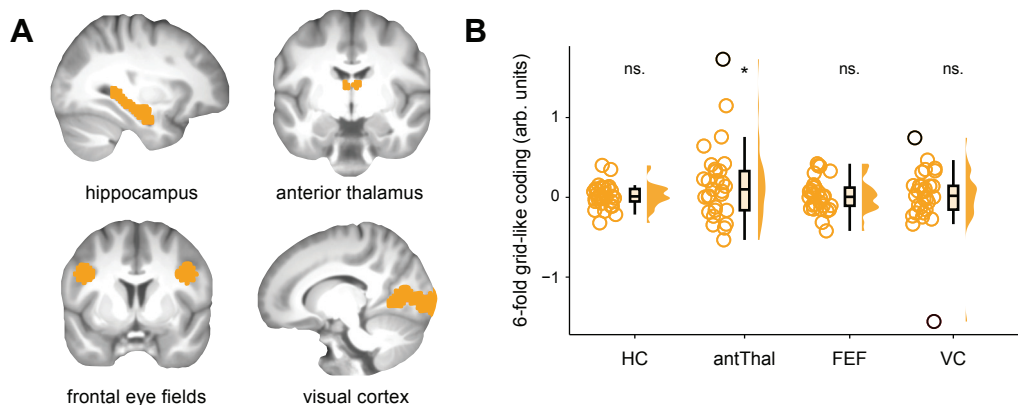 A
hippocampus
anterior thalamus
frontal eye fields
visual cortex
B
6-fold grid-like coding (arb. units)
1
0
−1
ns.
*
ns.
ns.
HC
antThal
FEF
VC